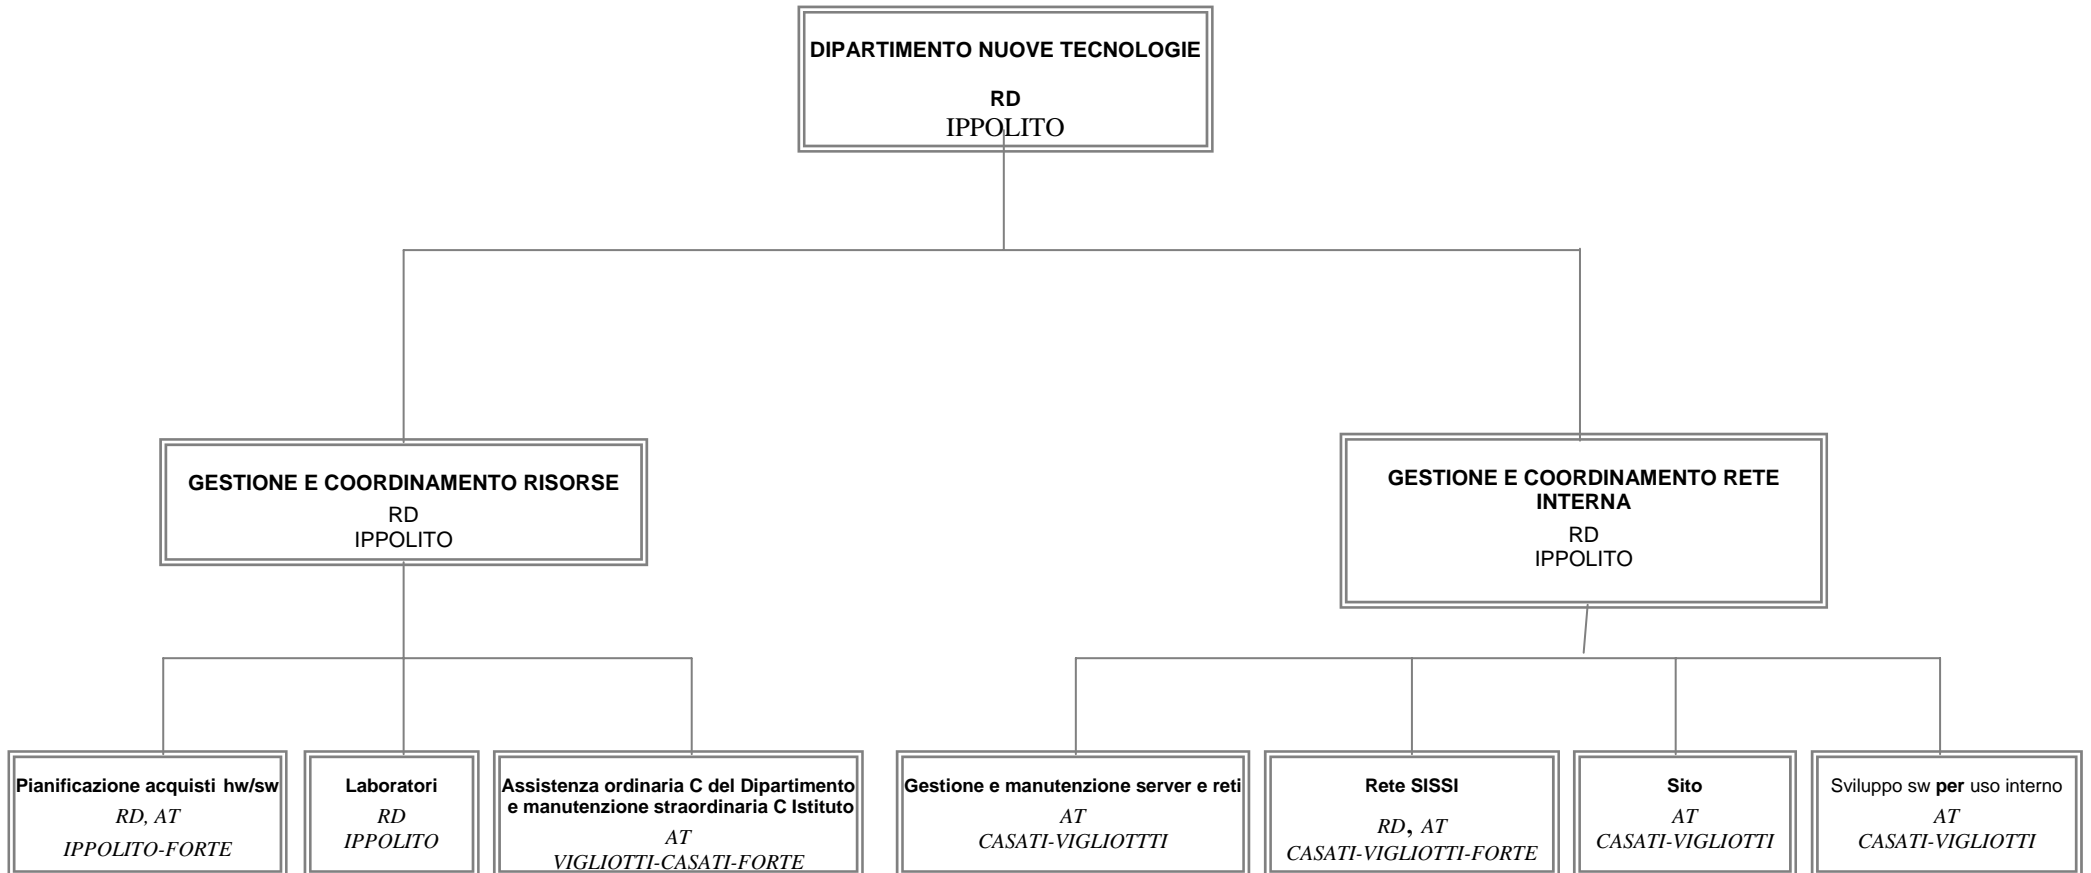 DIPARTIMENTO NUOVE TECNOLOGIE
RD
IPPOLITO
GESTIONE E COORDINAMENTO RISORSE
RD
IPPOLITO
GESTIONE E COORDINAMENTO RETE
INTERNA
RD
IPPOLITO
Pianificazione acquisti hw/sw
RD, AT
IPPOLITO-FORTE
Laboratori
RD
IPPOLITO
Assistenza ordinaria C del Dipartimento
e manutenzione straordinaria C Istituto
AT
VIGLIOTTI-CASATI-FORTE
Gestione e manutenzione server e reti
AT
CASATI-VIGLIOTTTI
Rete SISSI
RD, AT
CASATI-VIGLIOTTI-FORTE
Sito
AT
CASATI-VIGLIOTTI
Sviluppo sw per uso interno
AT
CASATI-VIGLIOTTI